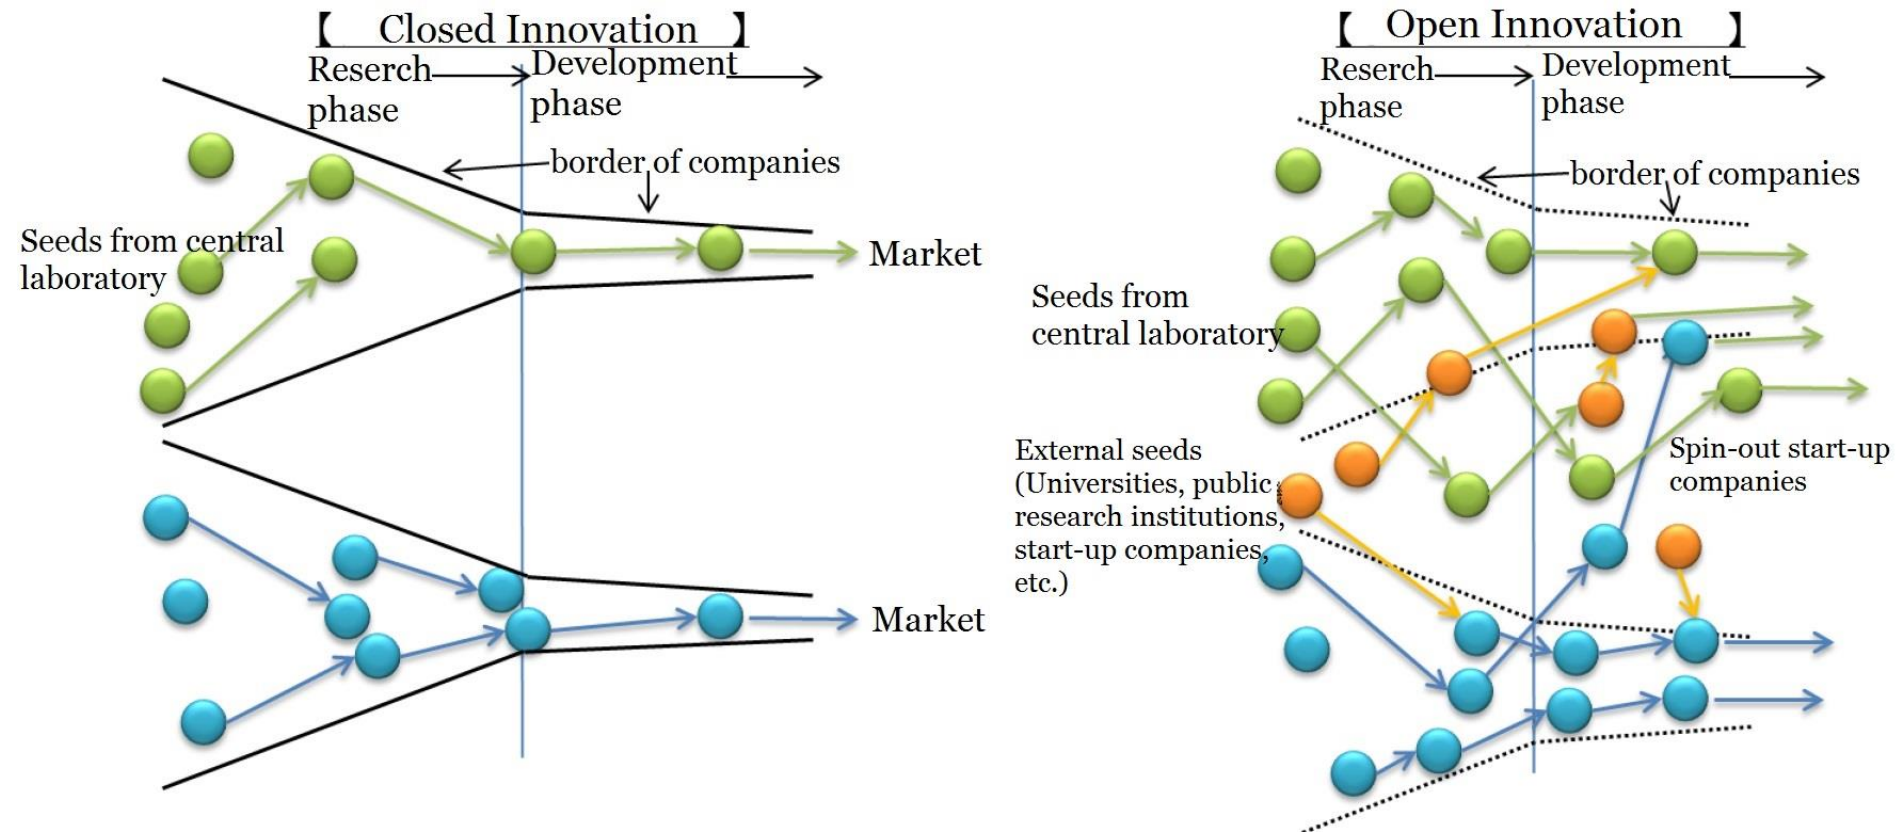 【 Closed Innovation 】
Reserch
phase
Development
phase
border of companies
Seeds from central
laboratory
Market
Market
【 Open Innovation 】
Reserch
phase
Development
phase
border of companies
Seeds from
central laboratory
External seeds
(Universities, public
research institutions,
start-up companies,
etc.)
Spin-out start-up
companies